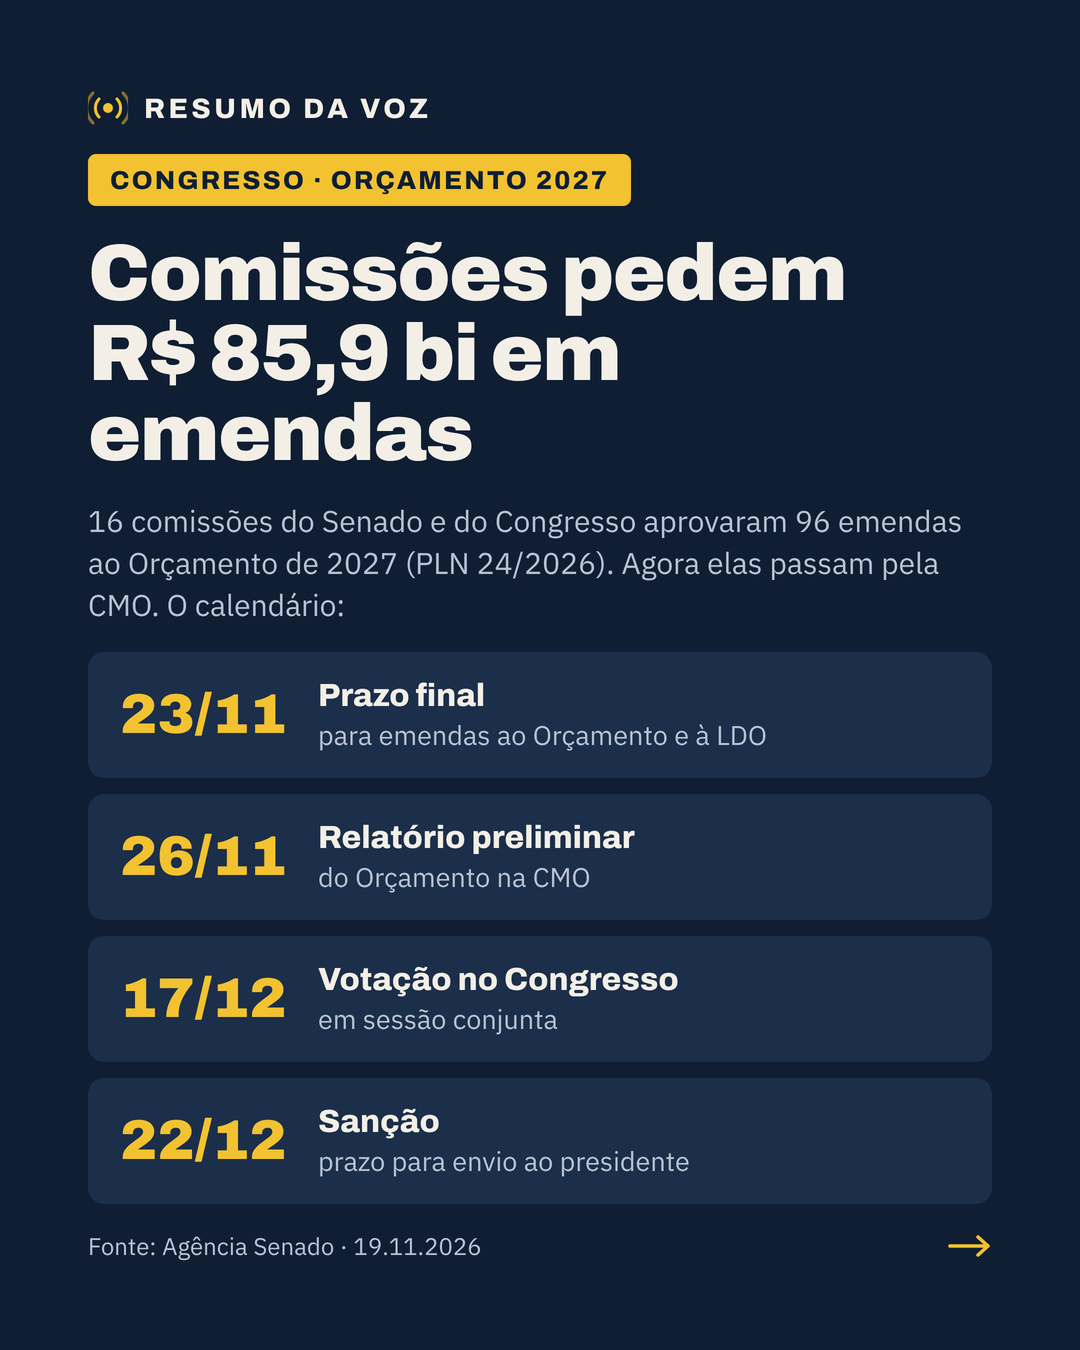 RESUMO DA VOZ
CONGRESSO · ORÇAMENTO 2027
Comissões pedem
R$ 85,9 bi em
emendas
16 comissões do Senado e do Congresso aprovaram 96 emendas
ao Orçamento de 2027 (PLN 24/2026). Agora elas passam pela
CMO. O calendário:
23/11
Prazo final
para emendas ao Orçamento e à LDO
26/11
Relatório preliminar
do Orçamento na CMO
17/12
Votação no Congresso
em sessão conjunta
22/12
Sanção
prazo para envio ao presidente
Fonte: Agência Senado · 19.11.2026